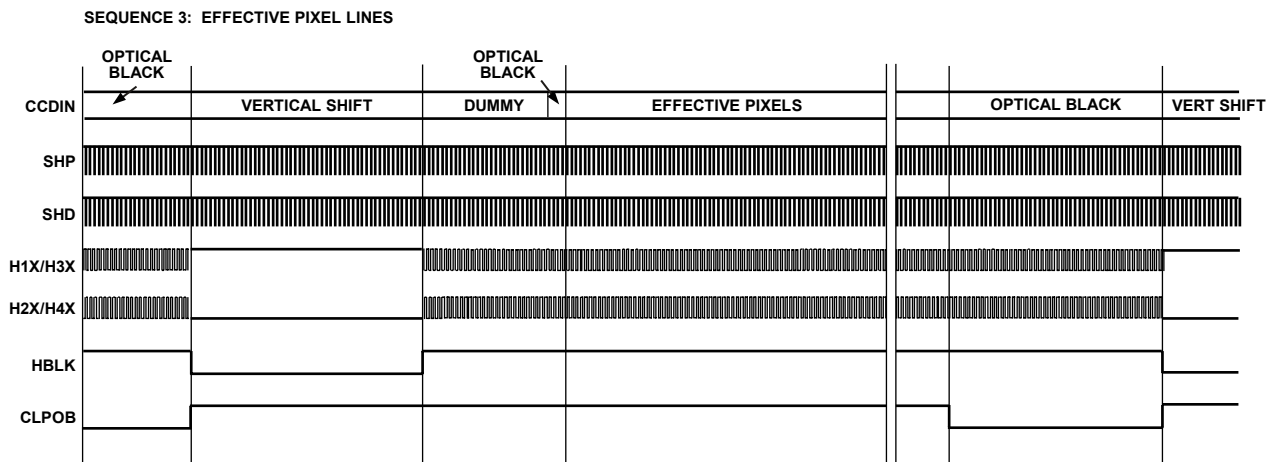 SEQUENCE 3: EFFECTIVE PIXEL LINES
OPTICAL
BLACK
OPTICAL
BLACK
CCDIN
VERTICAL SHIFT
DUMMY
EFFECTIVE PIXELS
OPTICAL BLACK
VERT SHIFT
SHP
SHD
H1X/H3X
H2X/H4X
HBLK
CLPOB